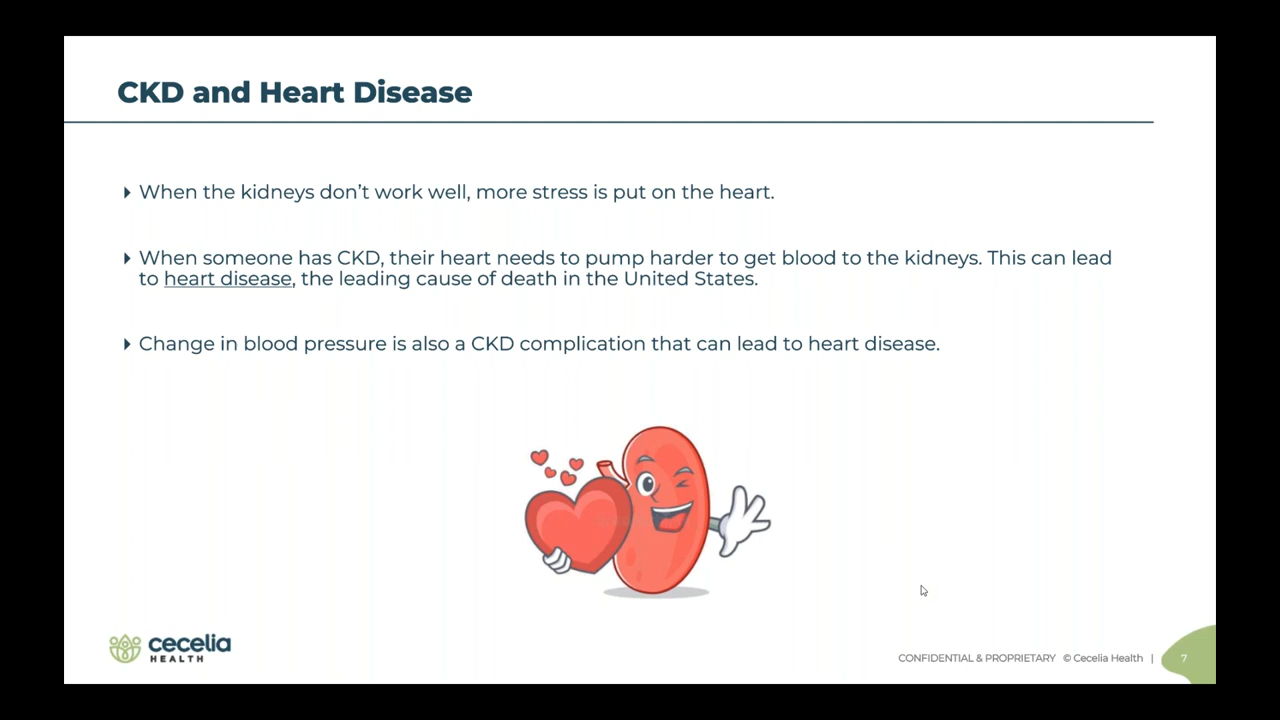 CKD and Heart Disease
When the kidneys don’t work well, more stress is put on the heart.
When someone has CKD, their heart needs to pump harder to get blood to the kidneys. This can lead
to heart disease, the leading cause of death in the United States.
Change in blood pressure is also a CKD complication that can lead to heart disease.
cecelia
HEALTH
CONFIDENTIAL & PROPRIETARY © Cecelia Health | 7